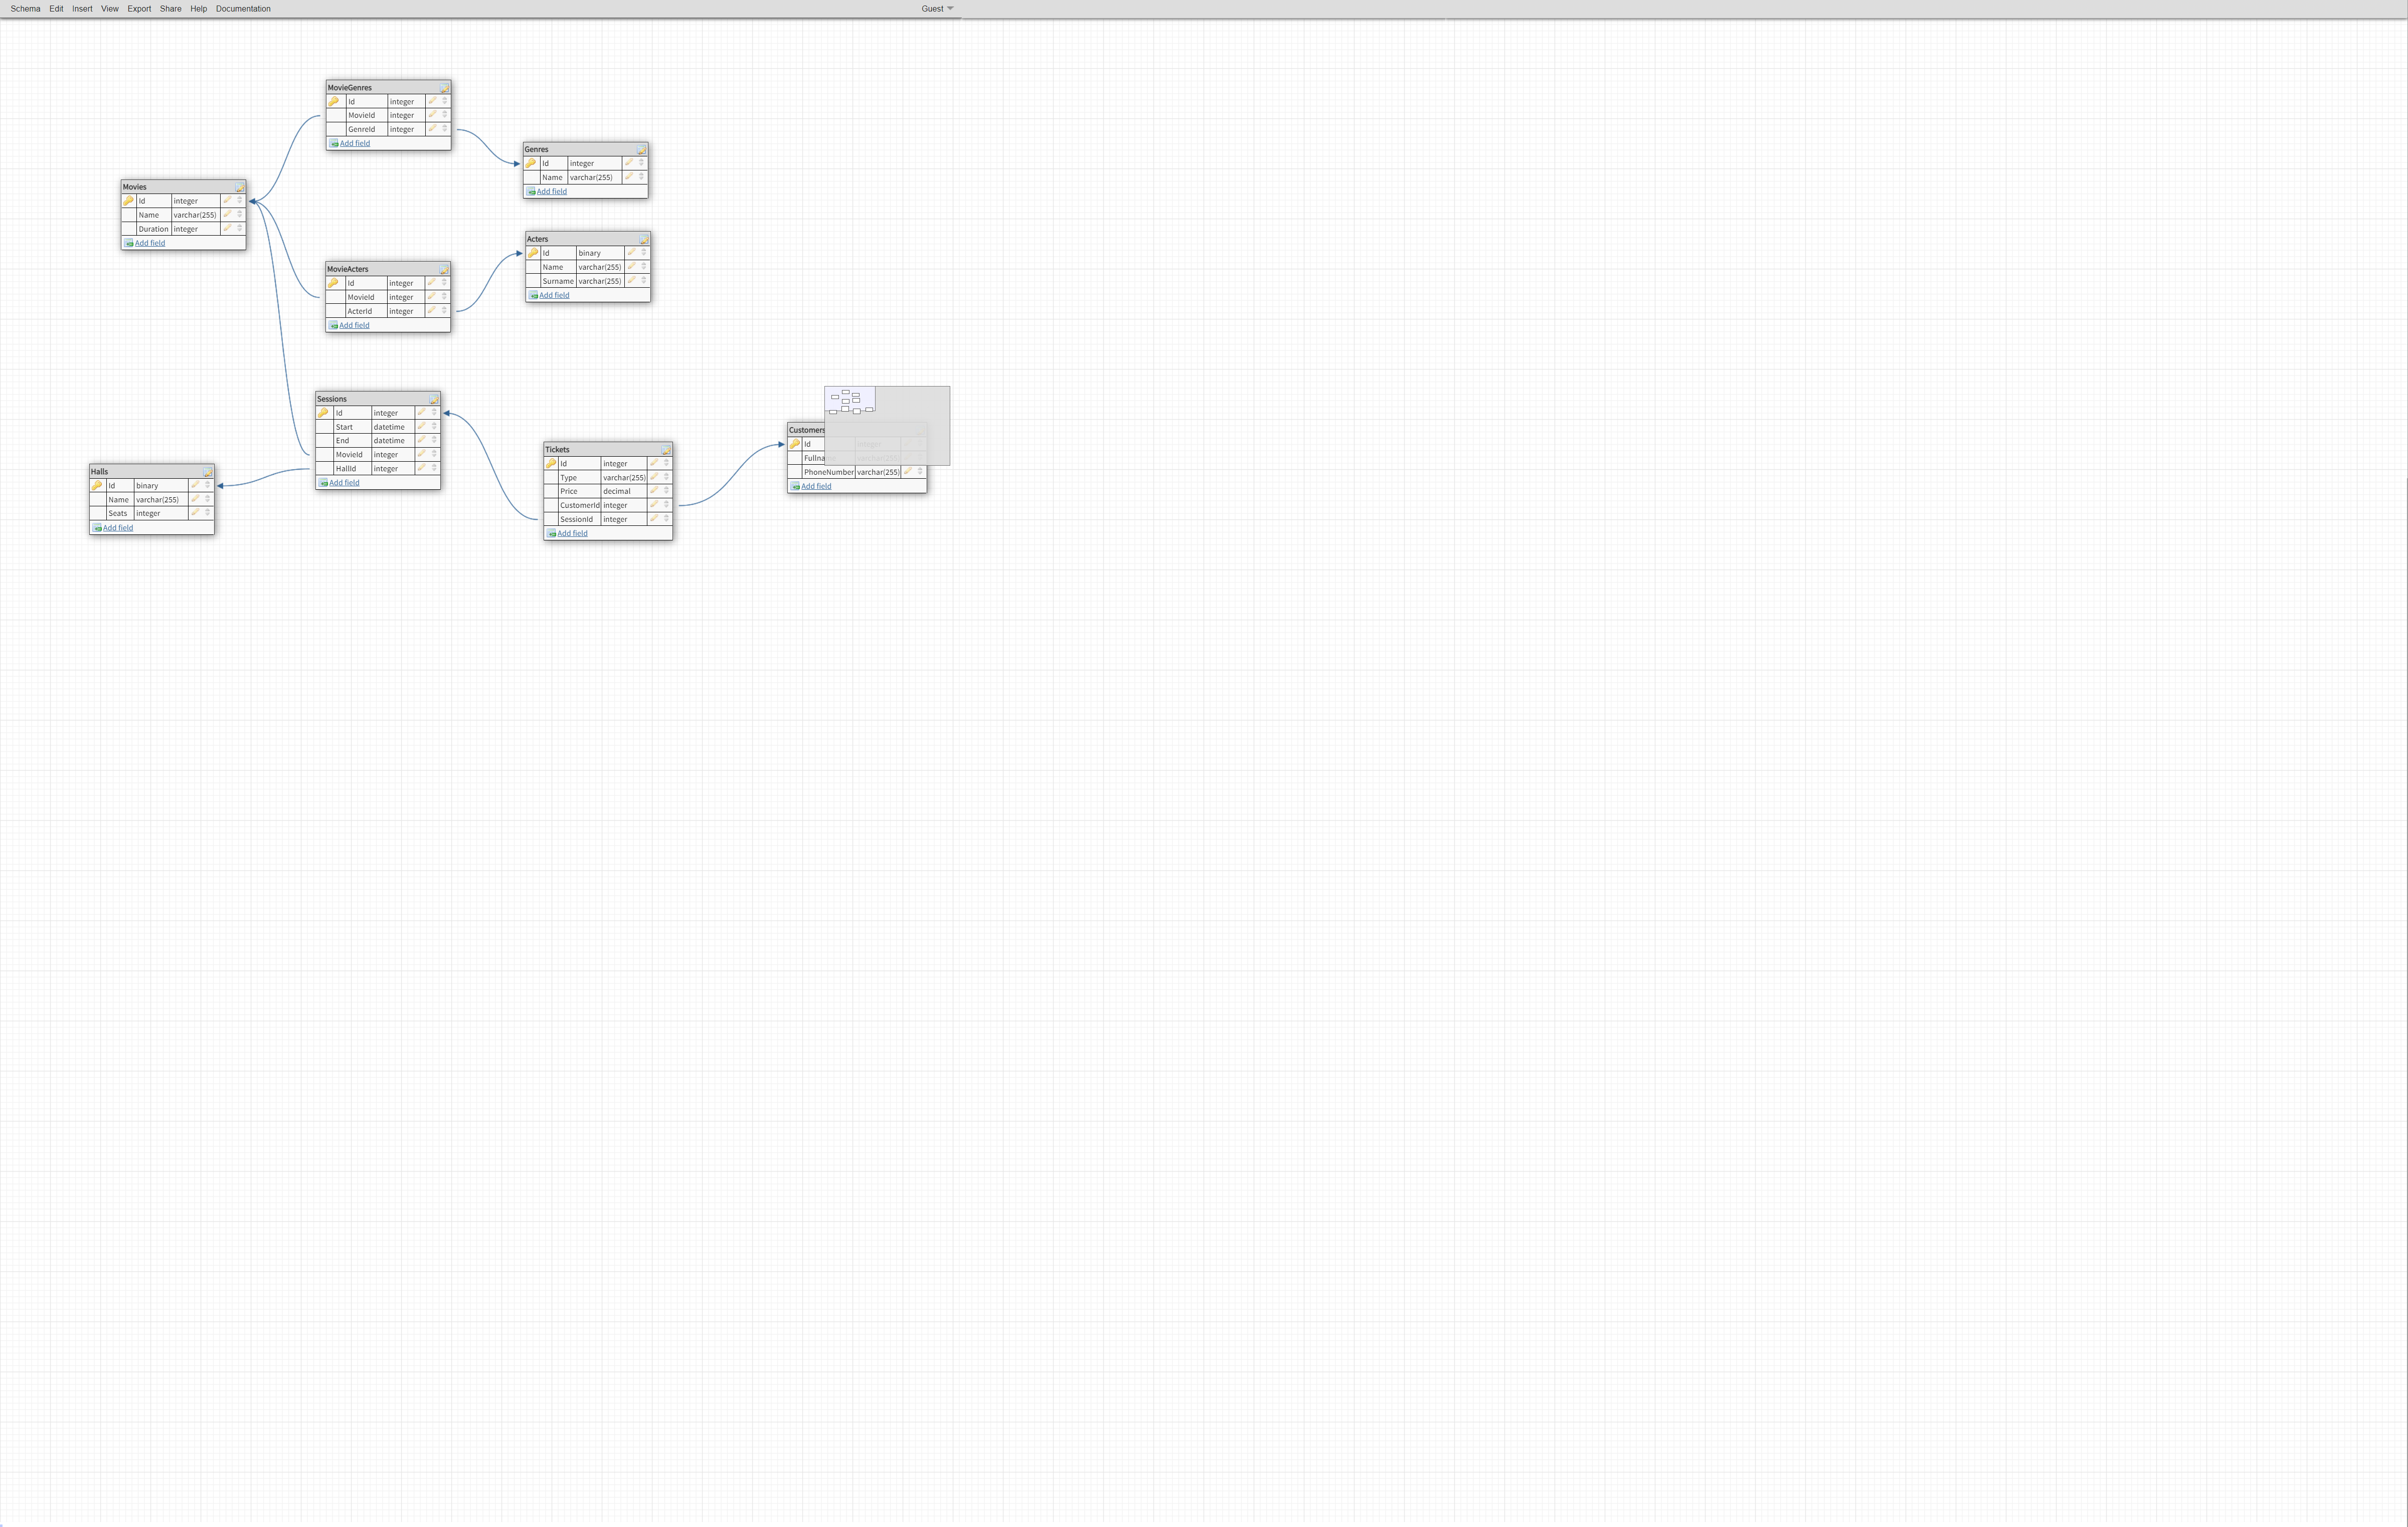 Schema Edit Insert View Export Share Help Documentation Guest
MovieGenres
Id integer
MovieId integer
GenreId integer
Add field
Genres
Id integer
Name varchar(255)
Add field
Movies
Id integer
Name varchar(255)
Duration integer
Add field
Acters
Id binary
Name varchar(255)
Surname varchar(255)
Add field
MovieActers
Id integer
MovieId integer
ActerId integer
Add field
Sessions
Id integer
Start datetime
End datetime
MovieId integer
HallId integer
Add field
Customers
Id integer
varchar(255)
PhoneNumber varchar(255)
Add field
Tickets
Id integer
Type varchar(255)
Price decimal
CustomerId integer
SessionId integer
Add field
Halls
Id binary
Name varchar(255)
Seats integer
Add field